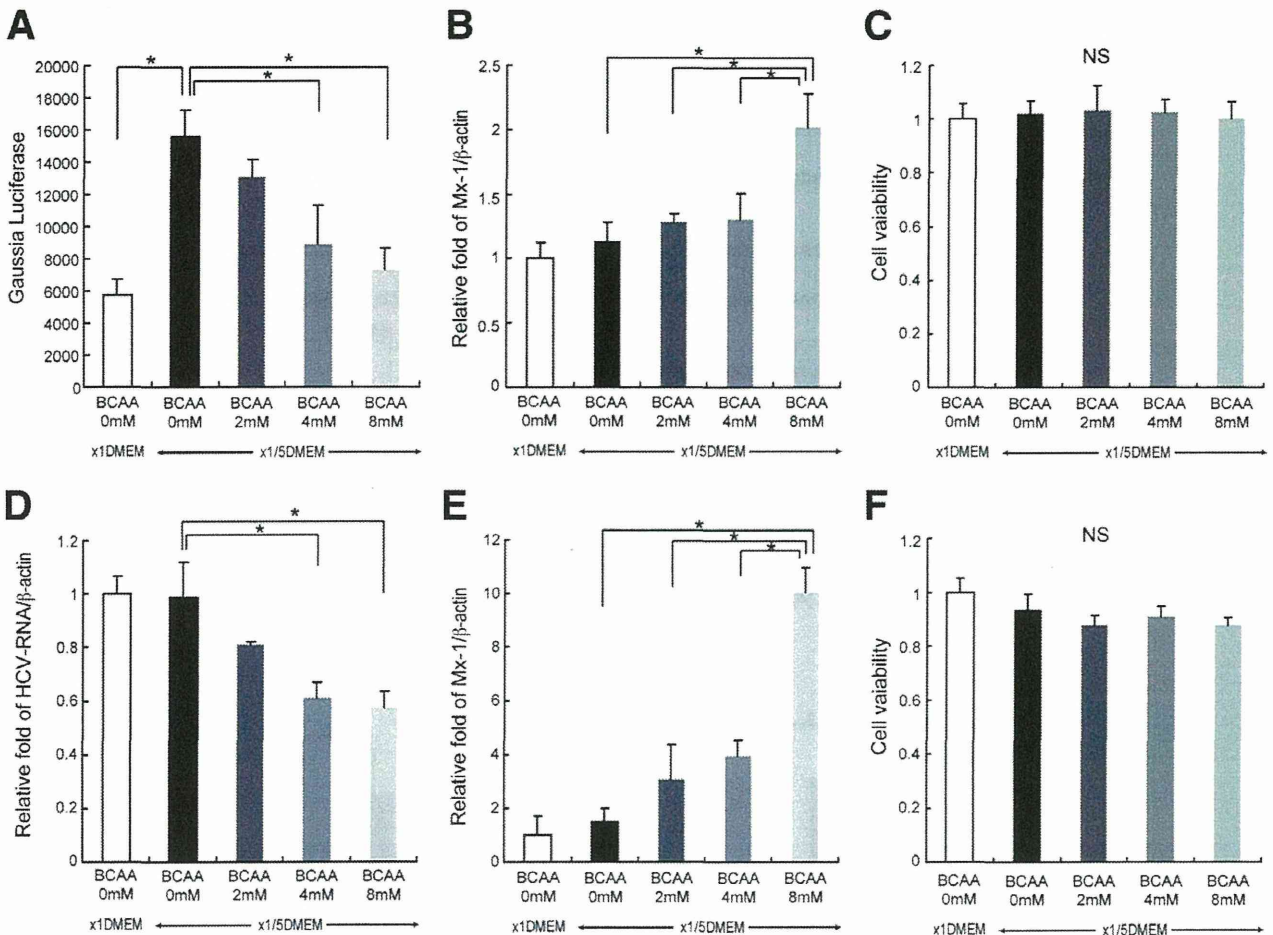 A
Gaussia Luciferase
20000
18000
16000
14000
12000
10000
8000
6000
4000
2000
0
*
*
*
BCAA 0mM
BCAA 0mM
BCAA 2mM
BCAA 4mM
BCAA 8mM
x1DMEM
x1/5DMEM
B
Relative fold of Mx-1/β-actin
2.5
2
1.5
1
0.5
0
*
*
*
BCAA 0mM
BCAA 0mM
BCAA 2mM
BCAA 4mM
BCAA 8mM
x1DMEM
x1/5DMEM
C
NS
Cell vaiability
1.2
1
0.8
0.6
0.4
0.2
0
BCAA 0mM
BCAA 0mM
BCAA 2mM
BCAA 4mM
BCAA 8mM
x1DMEM
x1/5DMEM
D
Relative fold of HCV-RNA/β-actin
1.2
1
0.8
0.6
0.4
0.2
0
*
*
BCAA 0mM
BCAA 0mM
BCAA 2mM
BCAA 4mM
BCAA 8mM
x1DMEM
x1/5DMEM
E
Relative fold of Mx-1/β-actin
12
10
8
6
4
2
0
*
*
*
BCAA 0mM
BCAA 0mM
BCAA 2mM
BCAA 4mM
BCAA 8mM
x1DMEM
x1/5DMEM
F
NS
Cell vaiability
1.2
1
0.8
0.6
0.4
0.2
0
BCAA 0mM
BCAA 0mM
BCAA 2mM
BCAA 4mM
BCAA 8mM
x1DMEM
x1/5DMEM